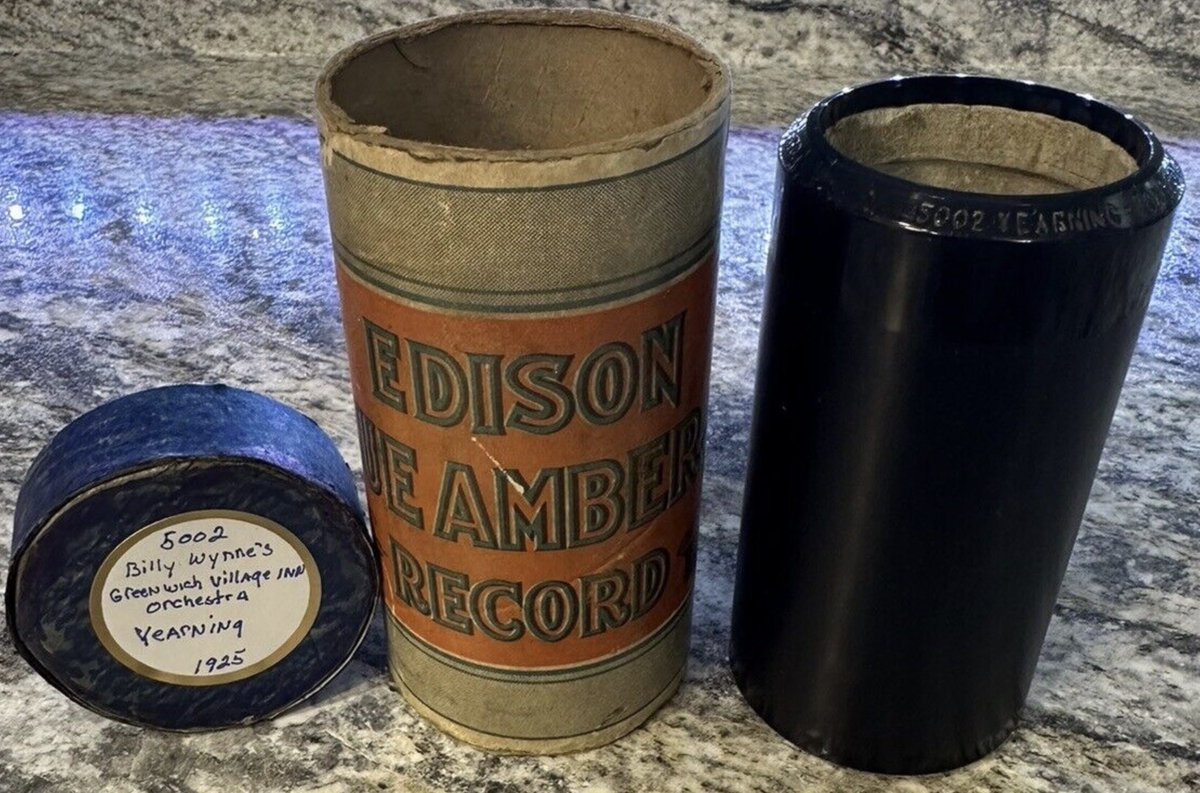 5002
Billy Wynne's
Greenwich Village INN
Orchestra
Yearning
1925
EDISON
UE AMBER
RECORD
5002 YEARNING